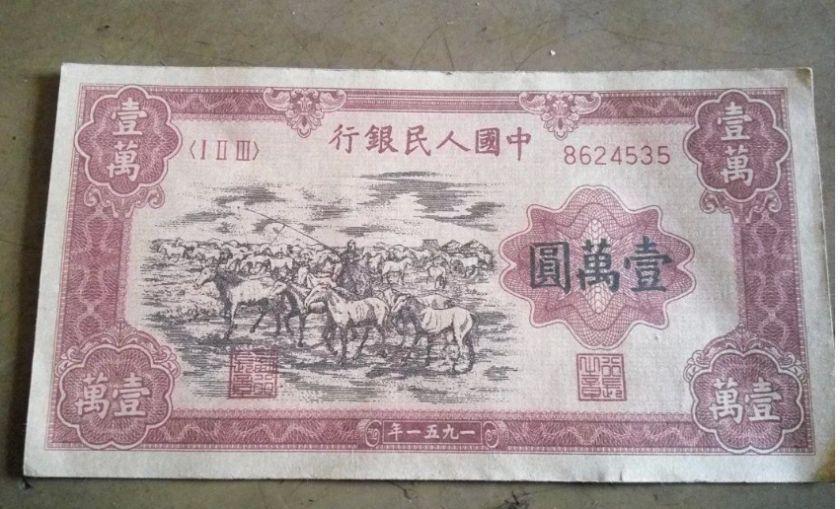 中國人民銀行
〈I II III〉
8624535
壹萬
壹萬
壹萬圓
壹萬
壹萬
一九五一年